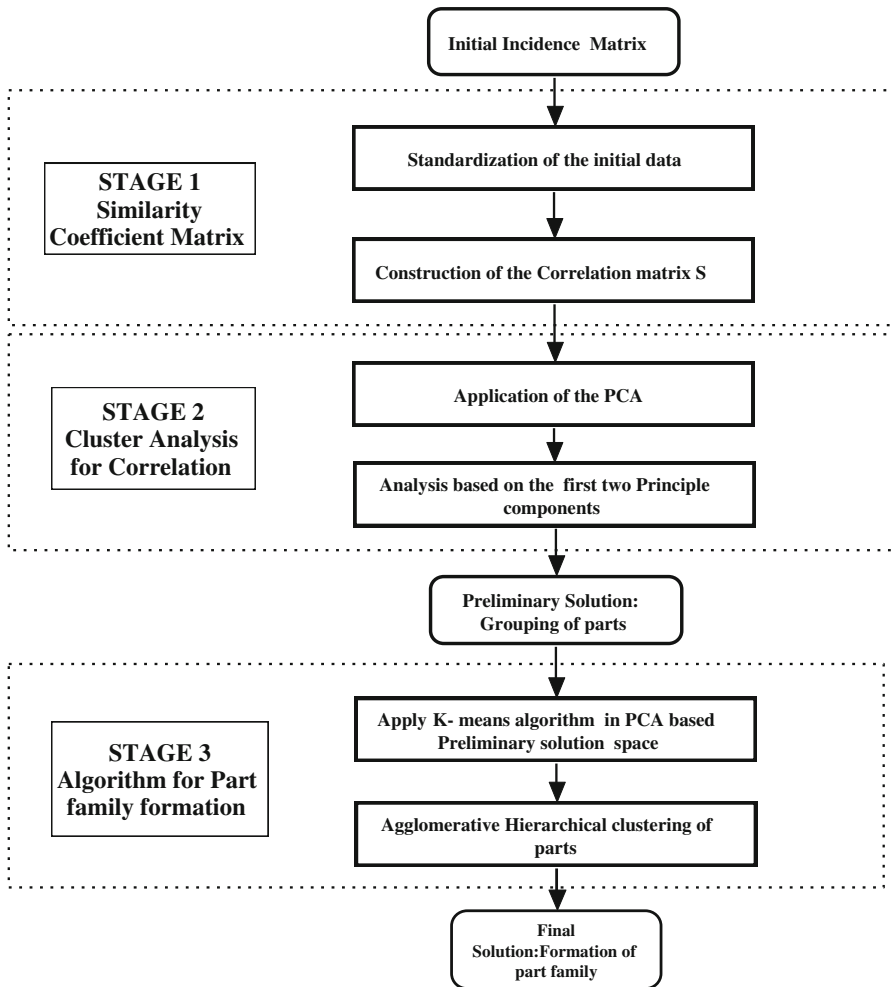 Initial Incidence Matrix
Standardization of the initial data
STAGE 1
Similarity
Coefficient Matrix
Construction of the Correlation matrix S
Application of the PCA
STAGE 2
Cluster Analysis
for Correlation
Analysis based on the first two Principle
components
Preliminary Solution:
Grouping of parts
Apply K- means algorithm in PCA based
Preliminary solution space
STAGE 3
Algorithm for Part
family formation
Agglomerative Hierarchical clustering of
parts
Final
Solution:Formation of
part family